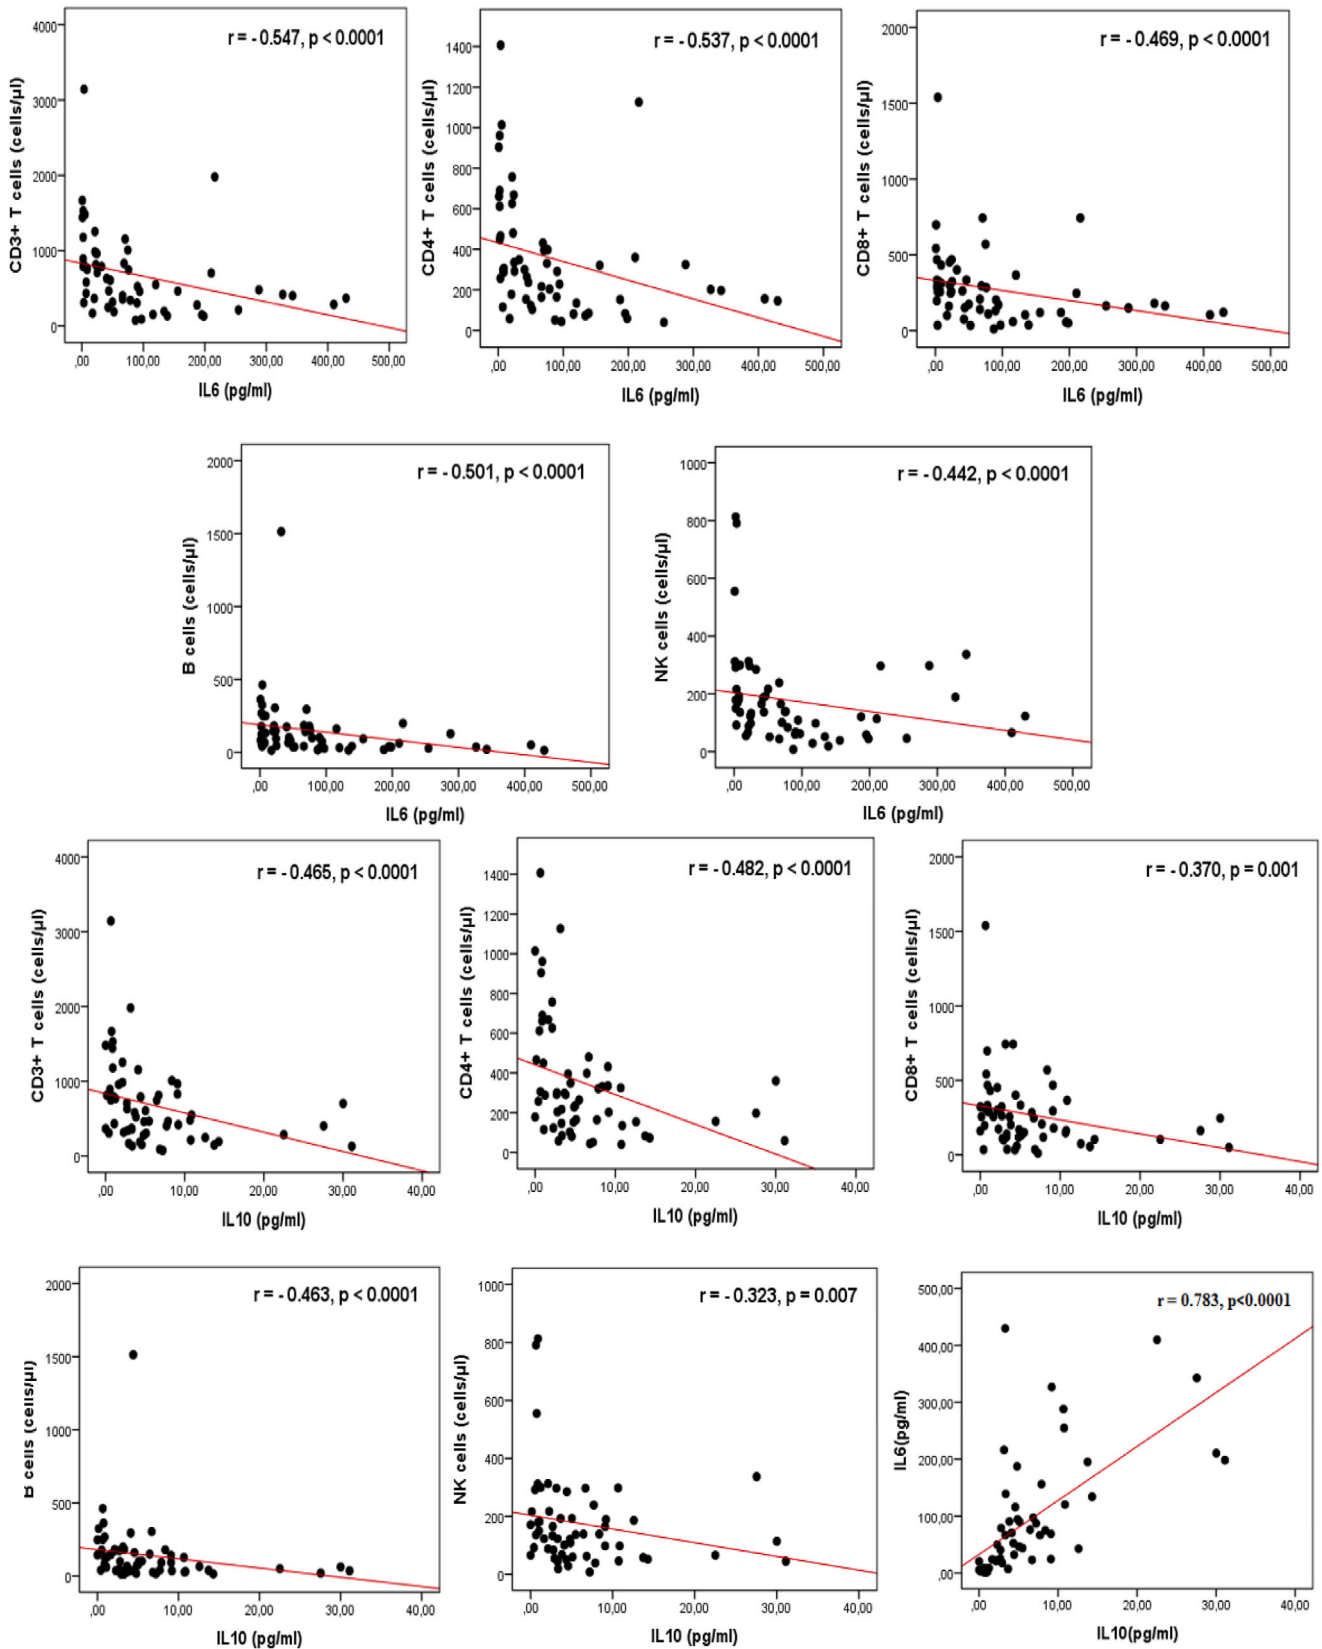 r = - 0.547, p < 0.0001
CD3+ T cells (cells/µl)
4000
3000
2000
1000
0
,00 100,00 200,00 300,00 400,00 500,00
IL6 (pg/ml)
r = - 0.537, p < 0.0001
CD4+ T cells (cells/µl)
1400
1200
1000
800
600
400
200
0
,00 100,00 200,00 300,00 400,00 500,00
IL6 (pg/ml)
r = - 0.469, p < 0.0001
CD8+ T cells (cells/µl)
2000
1500
1000
500
0
,00 100,00 200,00 300,00 400,00 500,00
IL6 (pg/ml)
r = - 0.501, p < 0.0001
B cells (cells/µl)
2000
1500
1000
500
0
,00 100,00 200,00 300,00 400,00 500,00
IL6 (pg/ml)
r = - 0.442, p < 0.0001
NK cells (cells/µl)
1000
800
600
400
200
0
,00 100,00 200,00 300,00 400,00 500,00
IL6 (pg/ml)
r = - 0.465, p < 0.0001
CD3+ T cells (cells/µl)
4000
3000
2000
1000
0
,00 10,00 20,00 30,00 40,00
IL10 (pg/ml)
r = - 0.482, p < 0.0001
CD4+ T cells (cells/µl)
1400
1200
1000
800
600
400
200
0
,00 10,00 20,00 30,00 40,00
IL10 (pg/ml)
r = - 0.370, p = 0.001
CD8+ T cells (cells/µl)
2000
1500
1000
500
0
,00 10,00 20,00 30,00 40,00
IL10 (pg/ml)
r = - 0.463, p < 0.0001
B cells (cells/µl)
2000
1500
1000
500
0
,00 10,00 20,00 30,00 40,00
IL10 (pg/ml)
r = - 0.323, p = 0.007
NK cells (cells/µl)
1000
800
600
400
200
0
,00 10,00 20,00 30,00 40,00
IL10 (pg/ml)
r = 0.783, p<0.0001
IL6(pg/ml)
500,00
400,00
300,00
200,00
100,00
,00
,00 10,00 20,00 30,00 40,00
IL10(pg/ml)